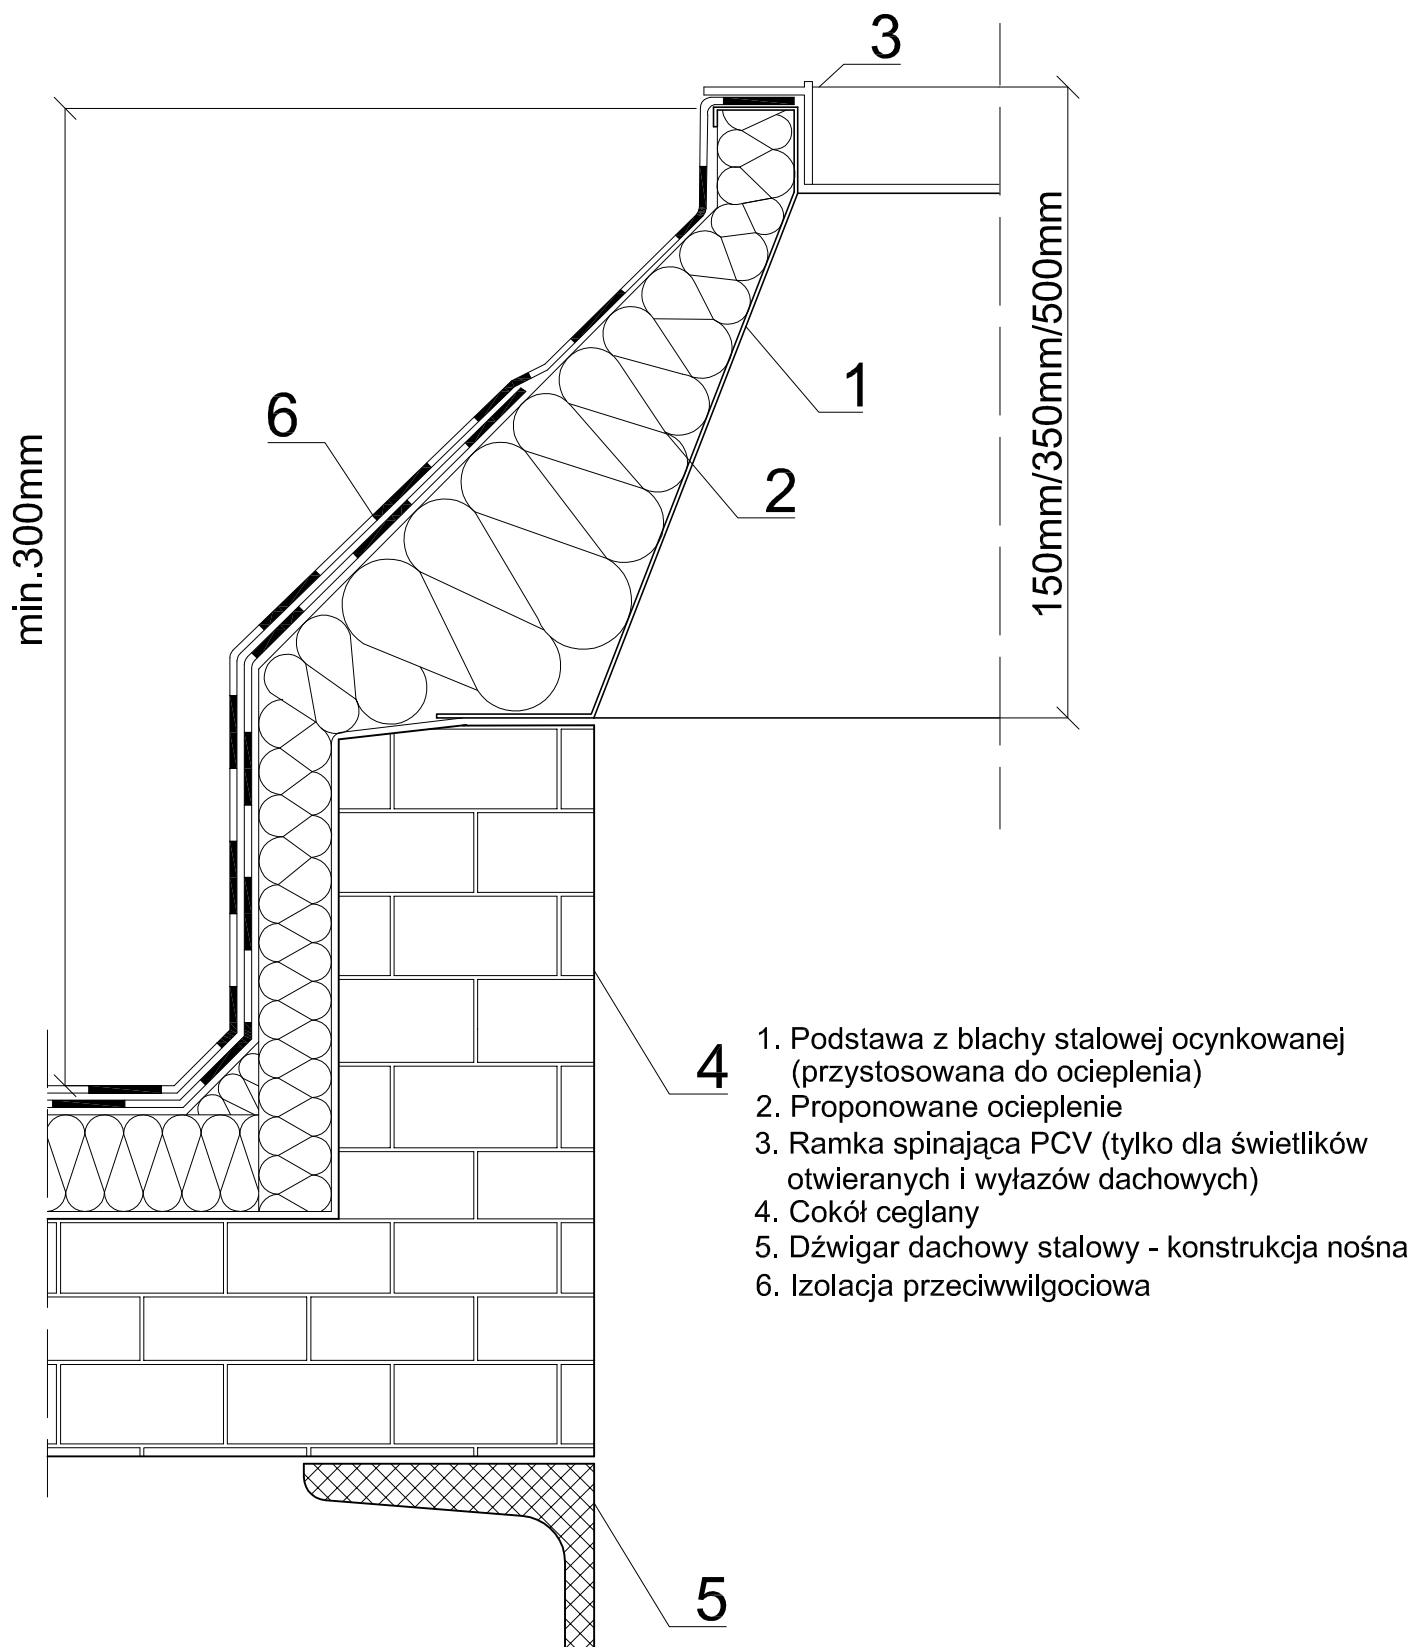 3
1
6
2
min.300mm
150mm/350mm/500mm
4
1. Podstawa z blachy stalowej ocynkowanej
(przystosowana do ocieplenia)
2. Proponowane ocieplenie
3. Ramka spinająca PCV (tylko dla świetlików
otwieranych i wyłazów dachowych)
4. Cokół ceglany
5. Dźwigar dachowy stalowy - konstrukcja nośna
6. Izolacja przeciwwilgociowa
5